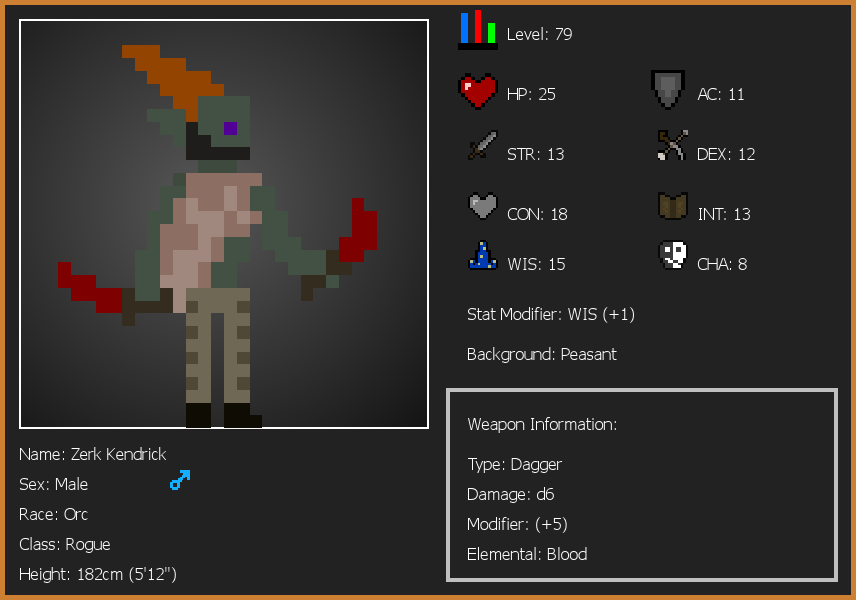 Level: 79
HP: 25
AC: 11
STR: 13
DEX: 12
CON: 18
INT: 13
WIS: 15
CHA: 8
Stat Modifier: WIS (+1)
Background: Peasant
Weapon Information:
Type: Dagger
Damage: d6
Modifier: (+5)
Elemental: Blood
Name: Zerk Kendrick
Sex: Male
Race: Orc
Class: Rogue
Height: 182cm (5'12")